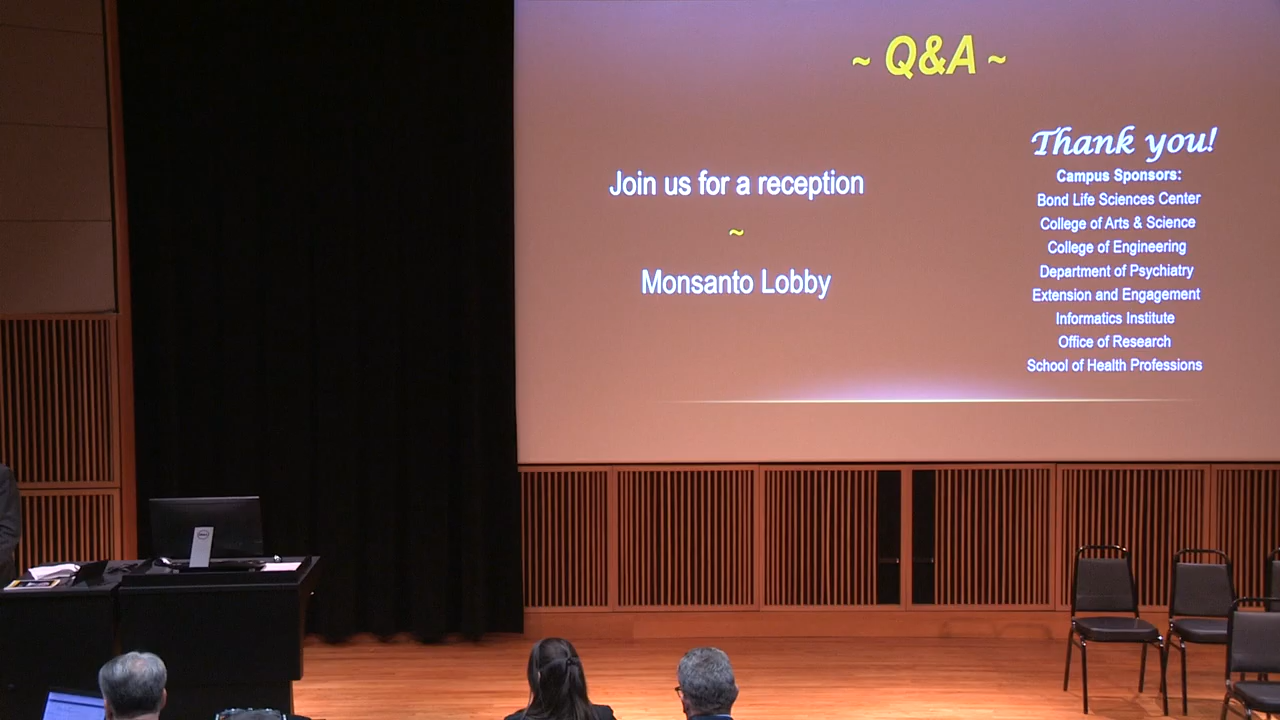 ~ Q&A ~
Join us for a reception
~
Monsanto Lobby
Thank you!
Campus Sponsors:
Bond Life Sciences Center
College of Arts & Science
College of Engineering
Department of Psychiatry
Extension and Engagement
Informatics Institute
Office of Research
School of Health Professions
DELL